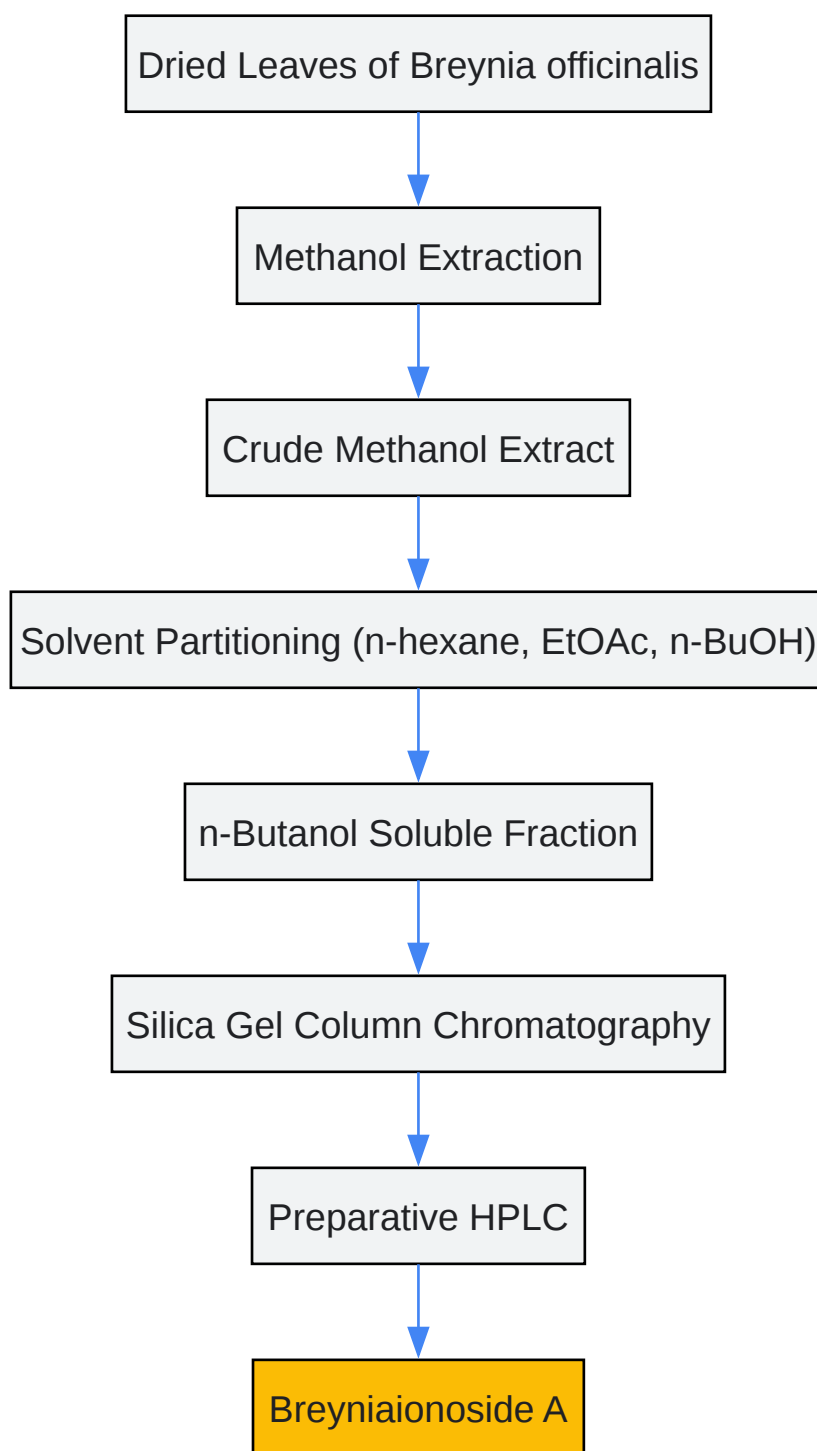 Dried Leaves of Breynia officinalis
Methanol Extraction
Crude Methanol Extract
Solvent Partitioning (n-hexane, EtOAc, n-BuOH)
n-Butanol Soluble Fraction
Silica Gel Column Chromatography
Preparative HPLC
Breyniaionoside A